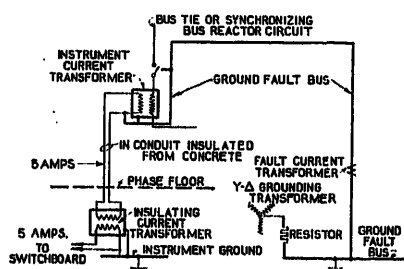 BUS TIE OR SYNCHRONIZING
BUS REACTOR CIRCUIT
INSTRUMENT
CURRENT
TRANSFORMER
GROUND FAULT BUS
IN CONDUIT INSULATED
FROM CONCRETE
5 AMPS
FAULT CURRENT
TRANSFORMER
PHASE FLOOR
Y-Δ GROUNDING
TRANSFORMER
INSULATING
CURRENT
TRANSFORMER
RESISTOR
GROUND
FAULT
BUS
5 AMPS.
TO
SWITCHBOARD
INSTRUMENT GROUND